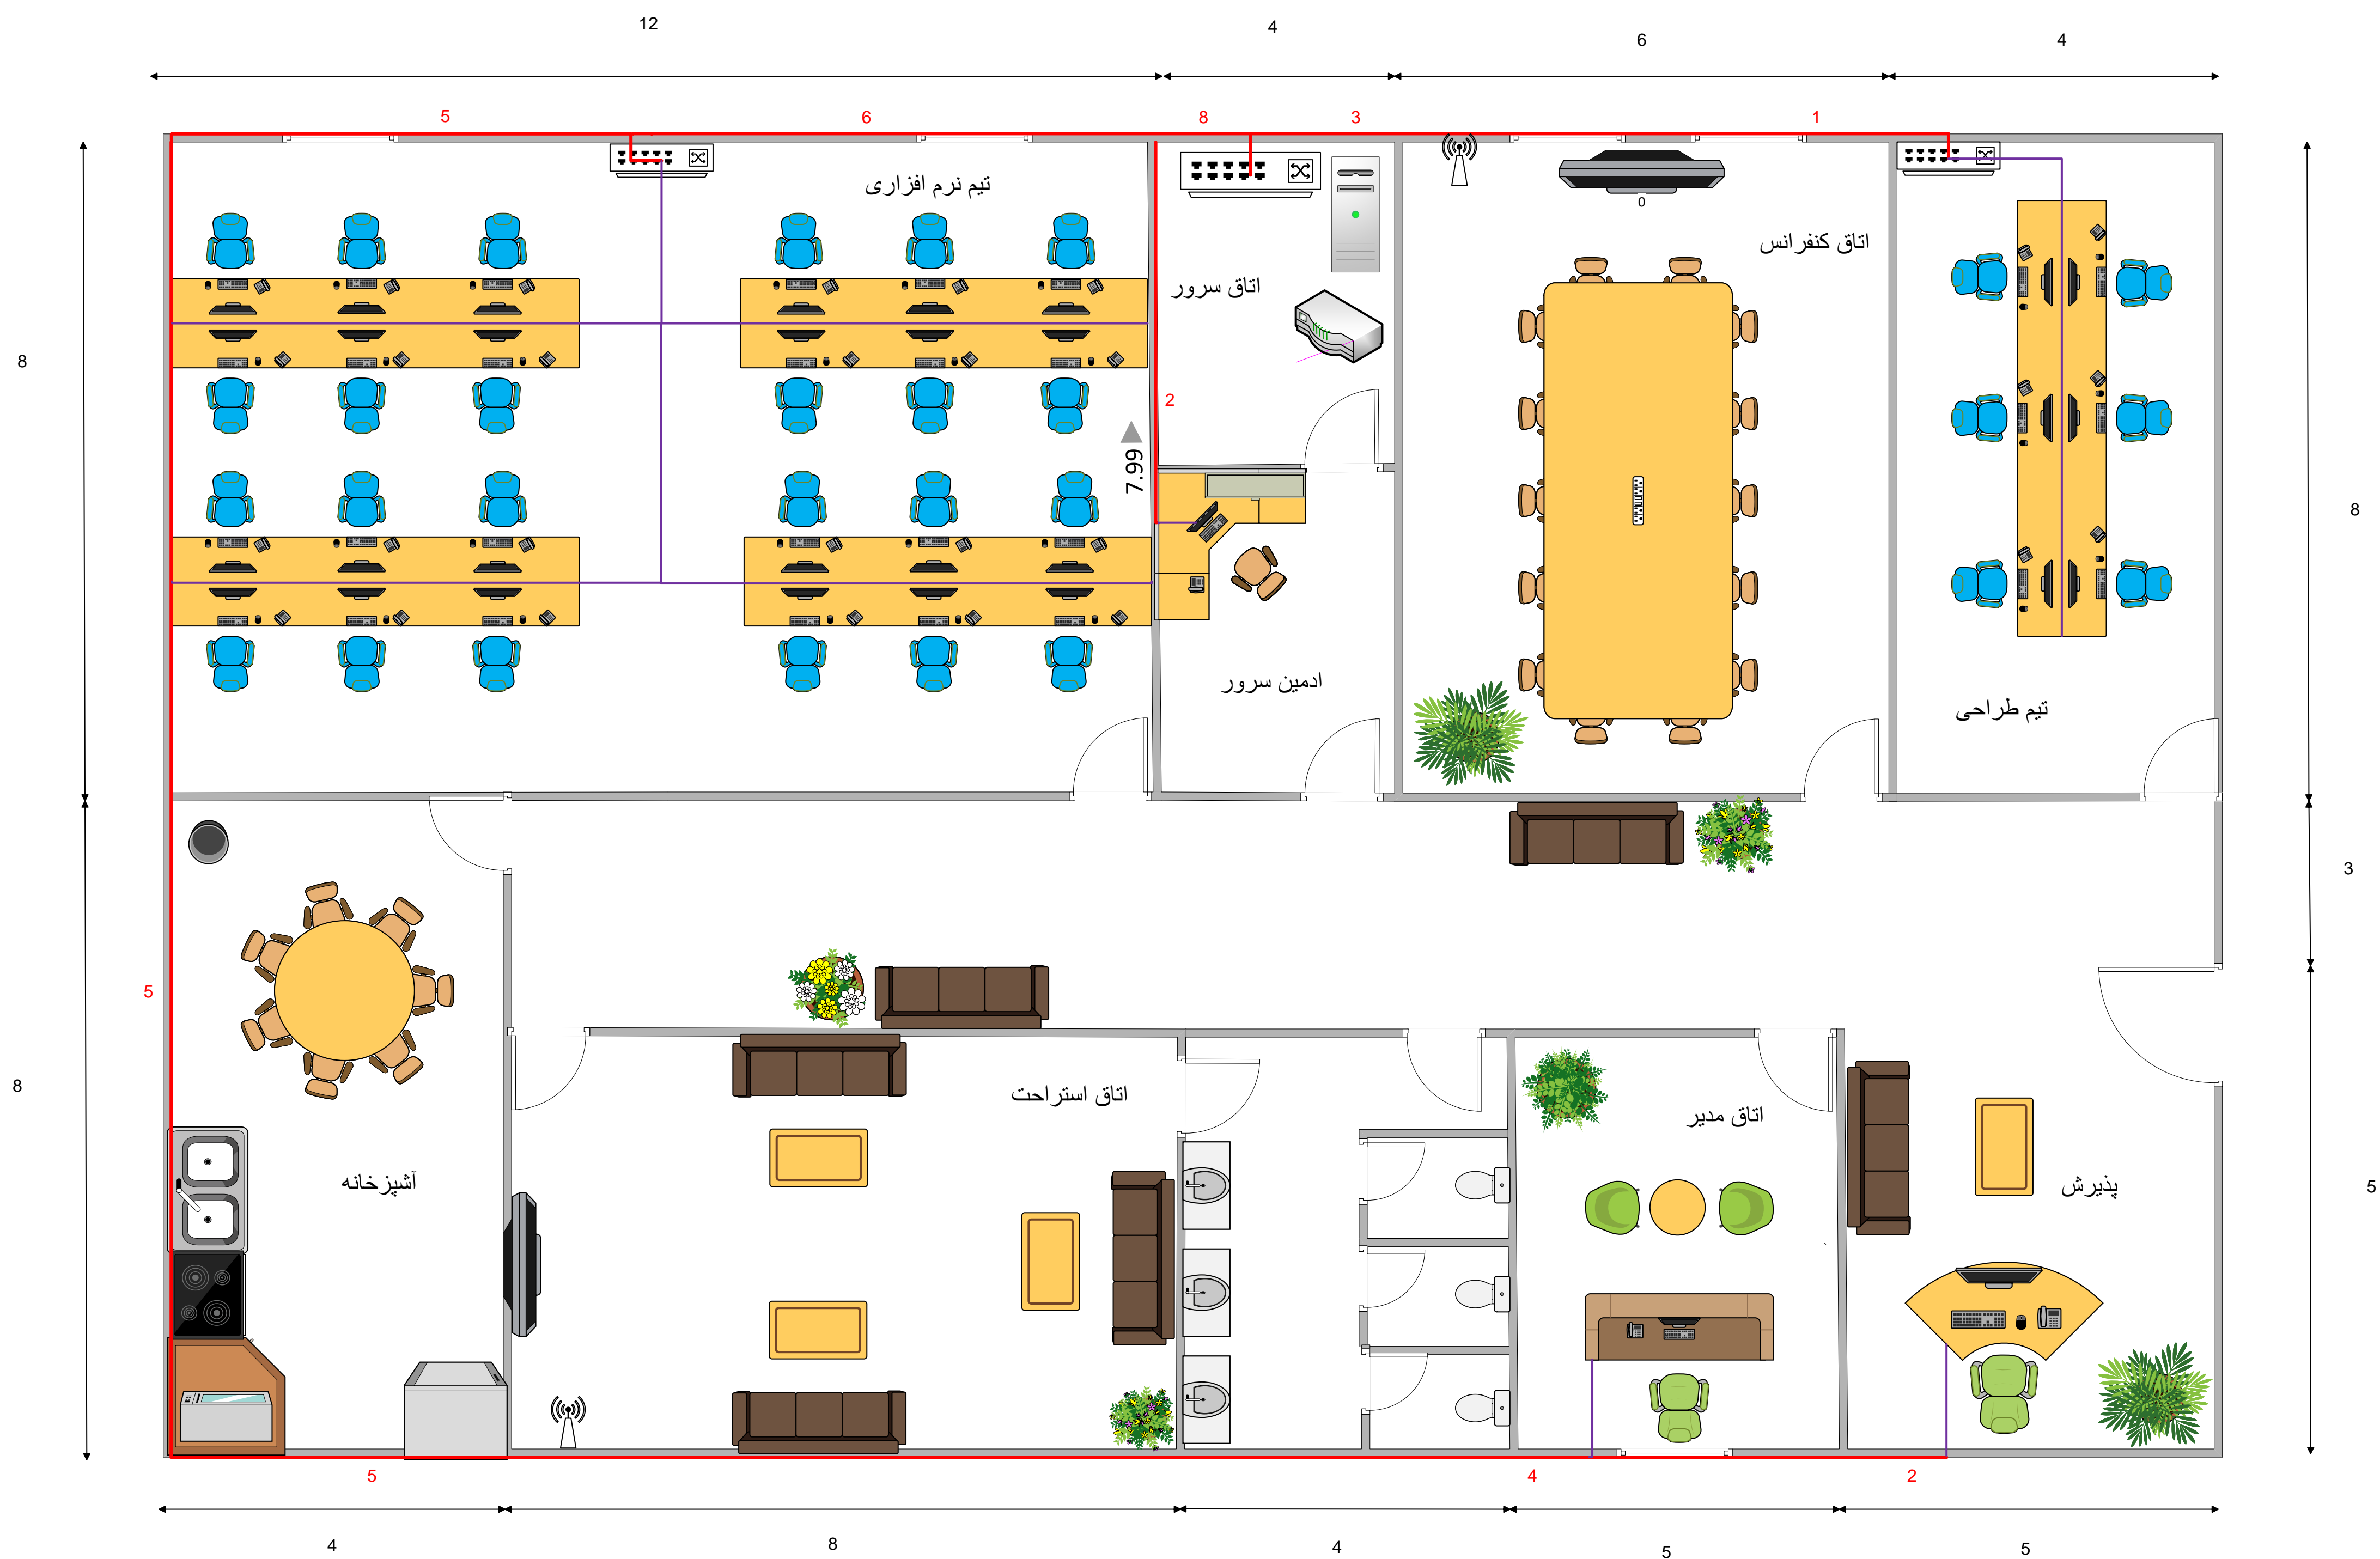 12
4
6
4
5
6
8
3
1
تیم نرم افزاری
0
اتاق کنفرانس
اتاق سرور
8
2
7.99
8
ادمین سرور
تیم طراحی
3
5
اتاق استراحت
اتاق مدیر
8
آشپزخانه
پذیرش
5
5
4
2
4
8
4
5
5